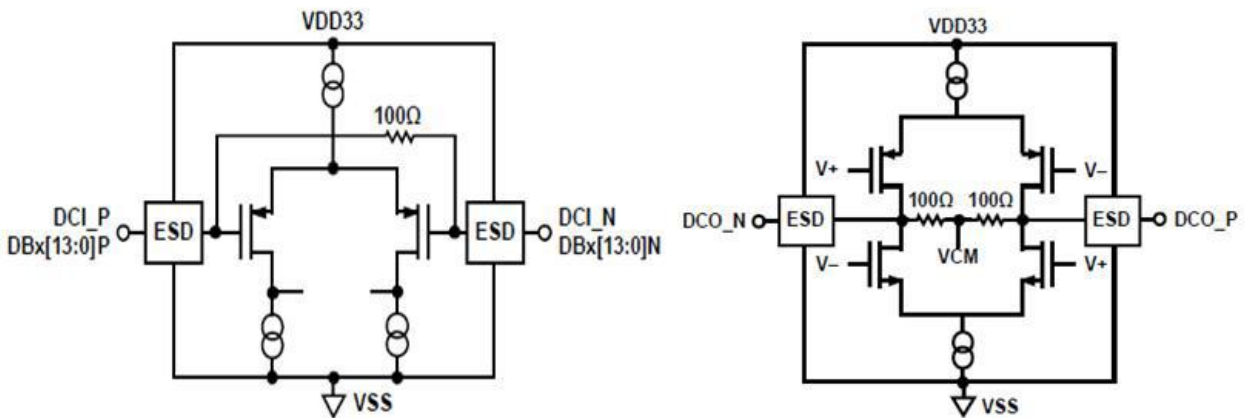 VDD33
100Ω
DCI_P
DBx[13:0]P
ESD
ESD
DCI_N
DBx[13:0]N
VSS
VDD33
V+
V–
100Ω
100Ω
DCO_N
ESD
ESD
DCO_P
VCM
V–
V+
VSS